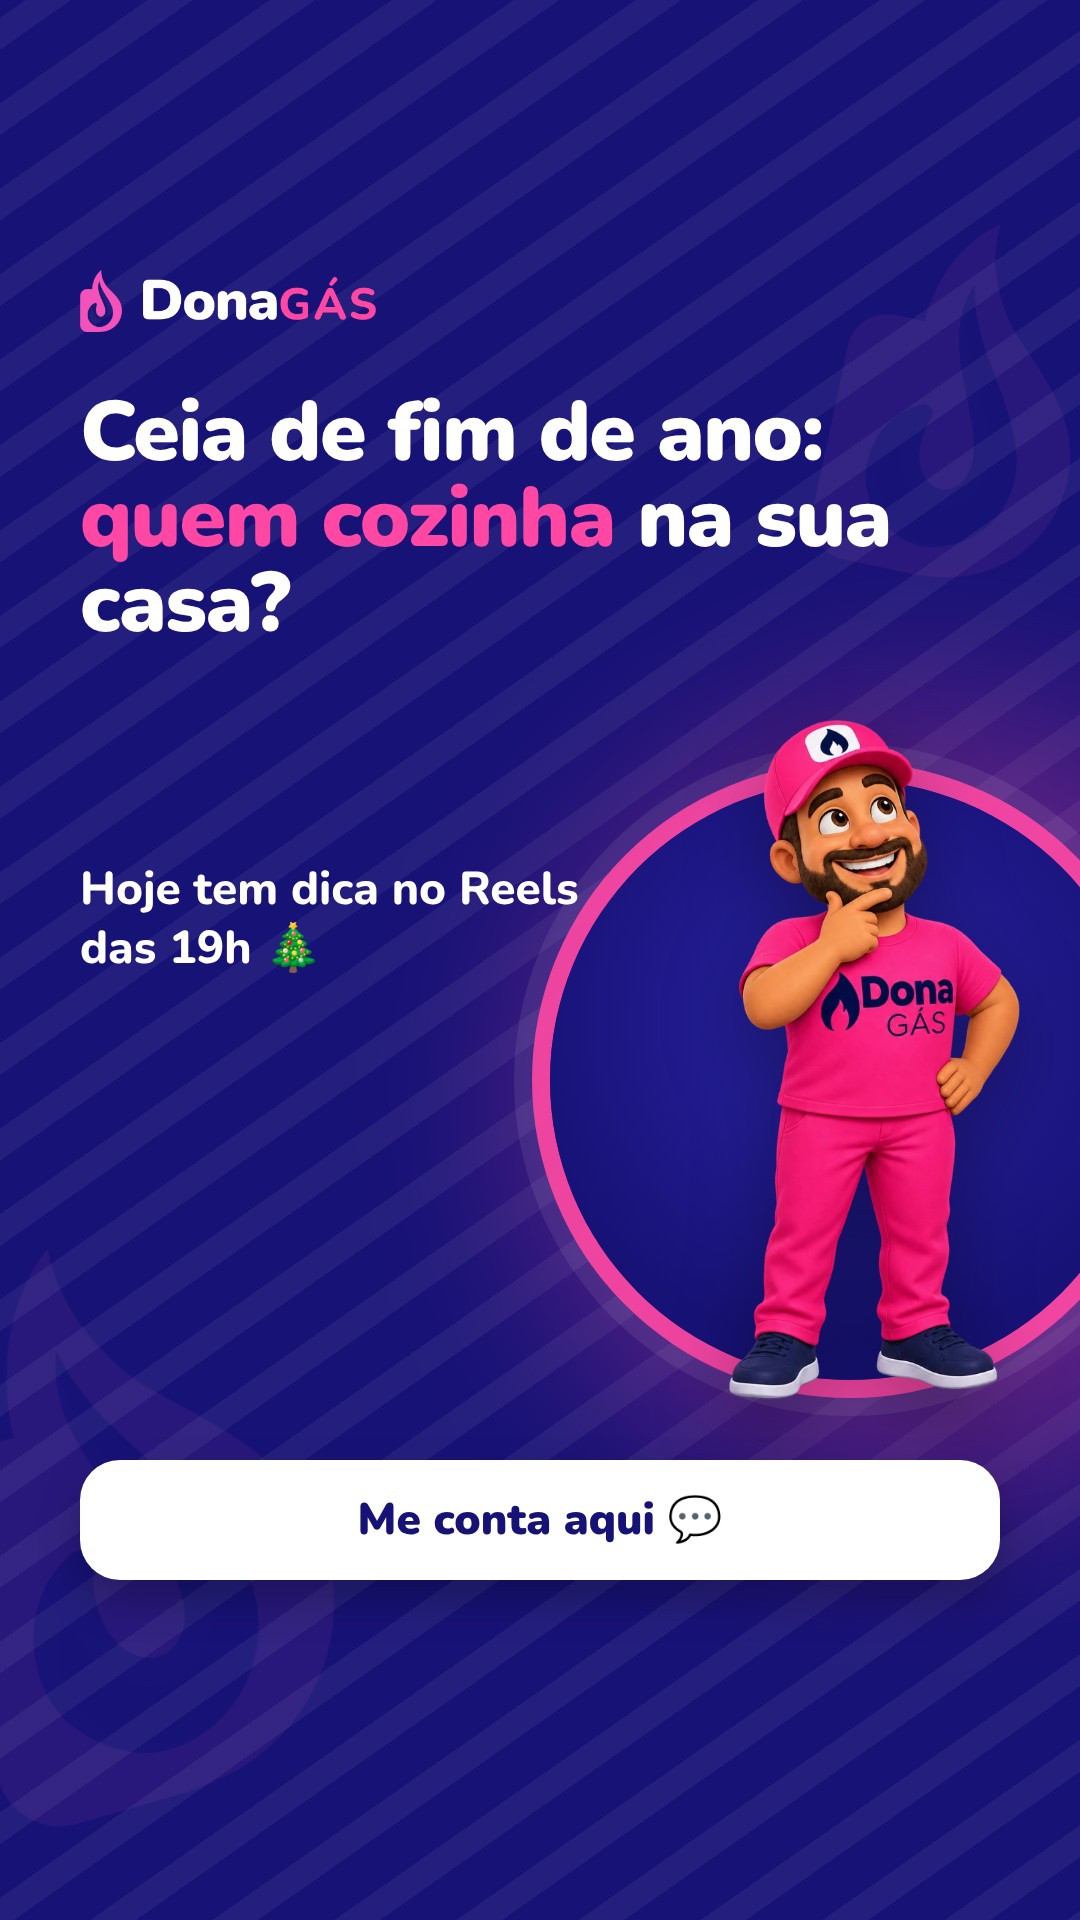 DonaGÁS
Ceia de fim de ano:
quem cozinha na sua
casa?
Hoje tem dica no Reels
das 19h 🎄
Dona
GÁS
Me conta aqui 💬